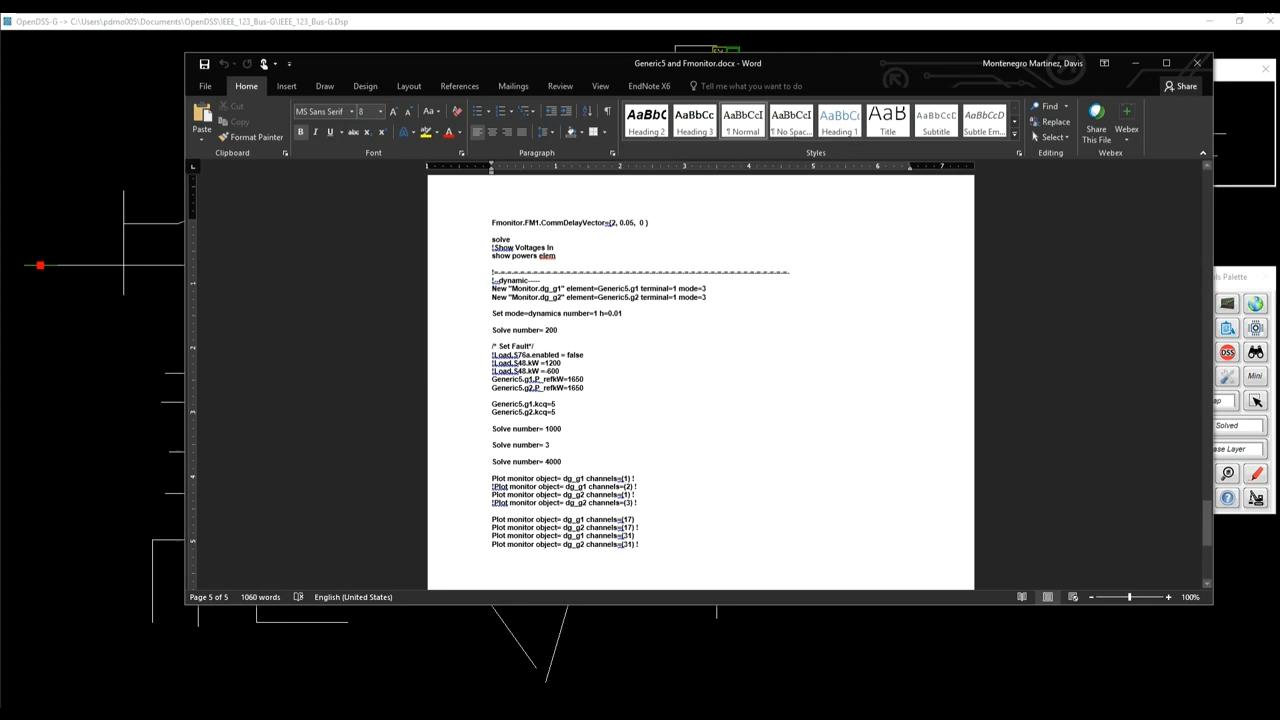 OpenDSS-G -> C:\Users\pdmo005\Documents\OpenDSS\IEEE_123_Bus-G\IEEE_123_Bus-G.Dsp
Generic5 and Fmonitor.docx - Word
Montenegro Martinez, Davis
File Home Insert Draw Design Layout References Mailings Review View EndNote X6 Tell me what you want to do Share
Paste
Cut
Copy
Format Painter
Clipboard
MS Sans Serif 8
Font
Paragraph
AaBbC AaBbCc AaBbCcI AaBbCcI AaBbCc AaB AaBbCcC AaBbCcC
Heading 2 Heading 3 ¶ Normal ¶ No Spac... Heading 1 Title Subtitle Subtle Em...
Styles
Find
Replace
Select
Editing
Share This File
Webex
Webex
Fmonitor.FM1.CommDelayVector={2, 0.05, 0 }
solve
!Show Voltages ln
show powers elem
!--dynamic-----
New "Monitor.dg_g1" element=Generic5.g1 terminal=1 mode=3
New "Monitor.dg_g2" element=Generic5.g2 terminal=1 mode=3
Set mode=dynamics number=1 h=0.01
Solve number= 200
/* Set Fault*/
!Load.S76a.enabled = false
!Load.S48.kW =1200
!Load.S48.kW =-600
Generic5.g1.P_refkW=1650
Generic5.g2.P_refkW=1650
Generic5.g1.kcq=5
Generic5.g2.kcq=5
Solve number= 1000
Solve number= 3
Solve number= 4000
Plot monitor object= dg_g1 channels=(1) !
!Plot monitor object= dg_g1 channels=(2) !
Plot monitor object= dg_g2 channels=(1) !
!Plot monitor object= dg_g2 channels=(3) !
Plot monitor object= dg_g1 channels=(17)
Plot monitor object= dg_g2 channels=(17) !
Plot monitor object= dg_g1 channels=(31)
Plot monitor object= dg_g2 channels=(31) !
Page 5 of 5 1060 words English (United States) 100%
ls Palette
DSS
Mini
ap
Solved
ase Layer